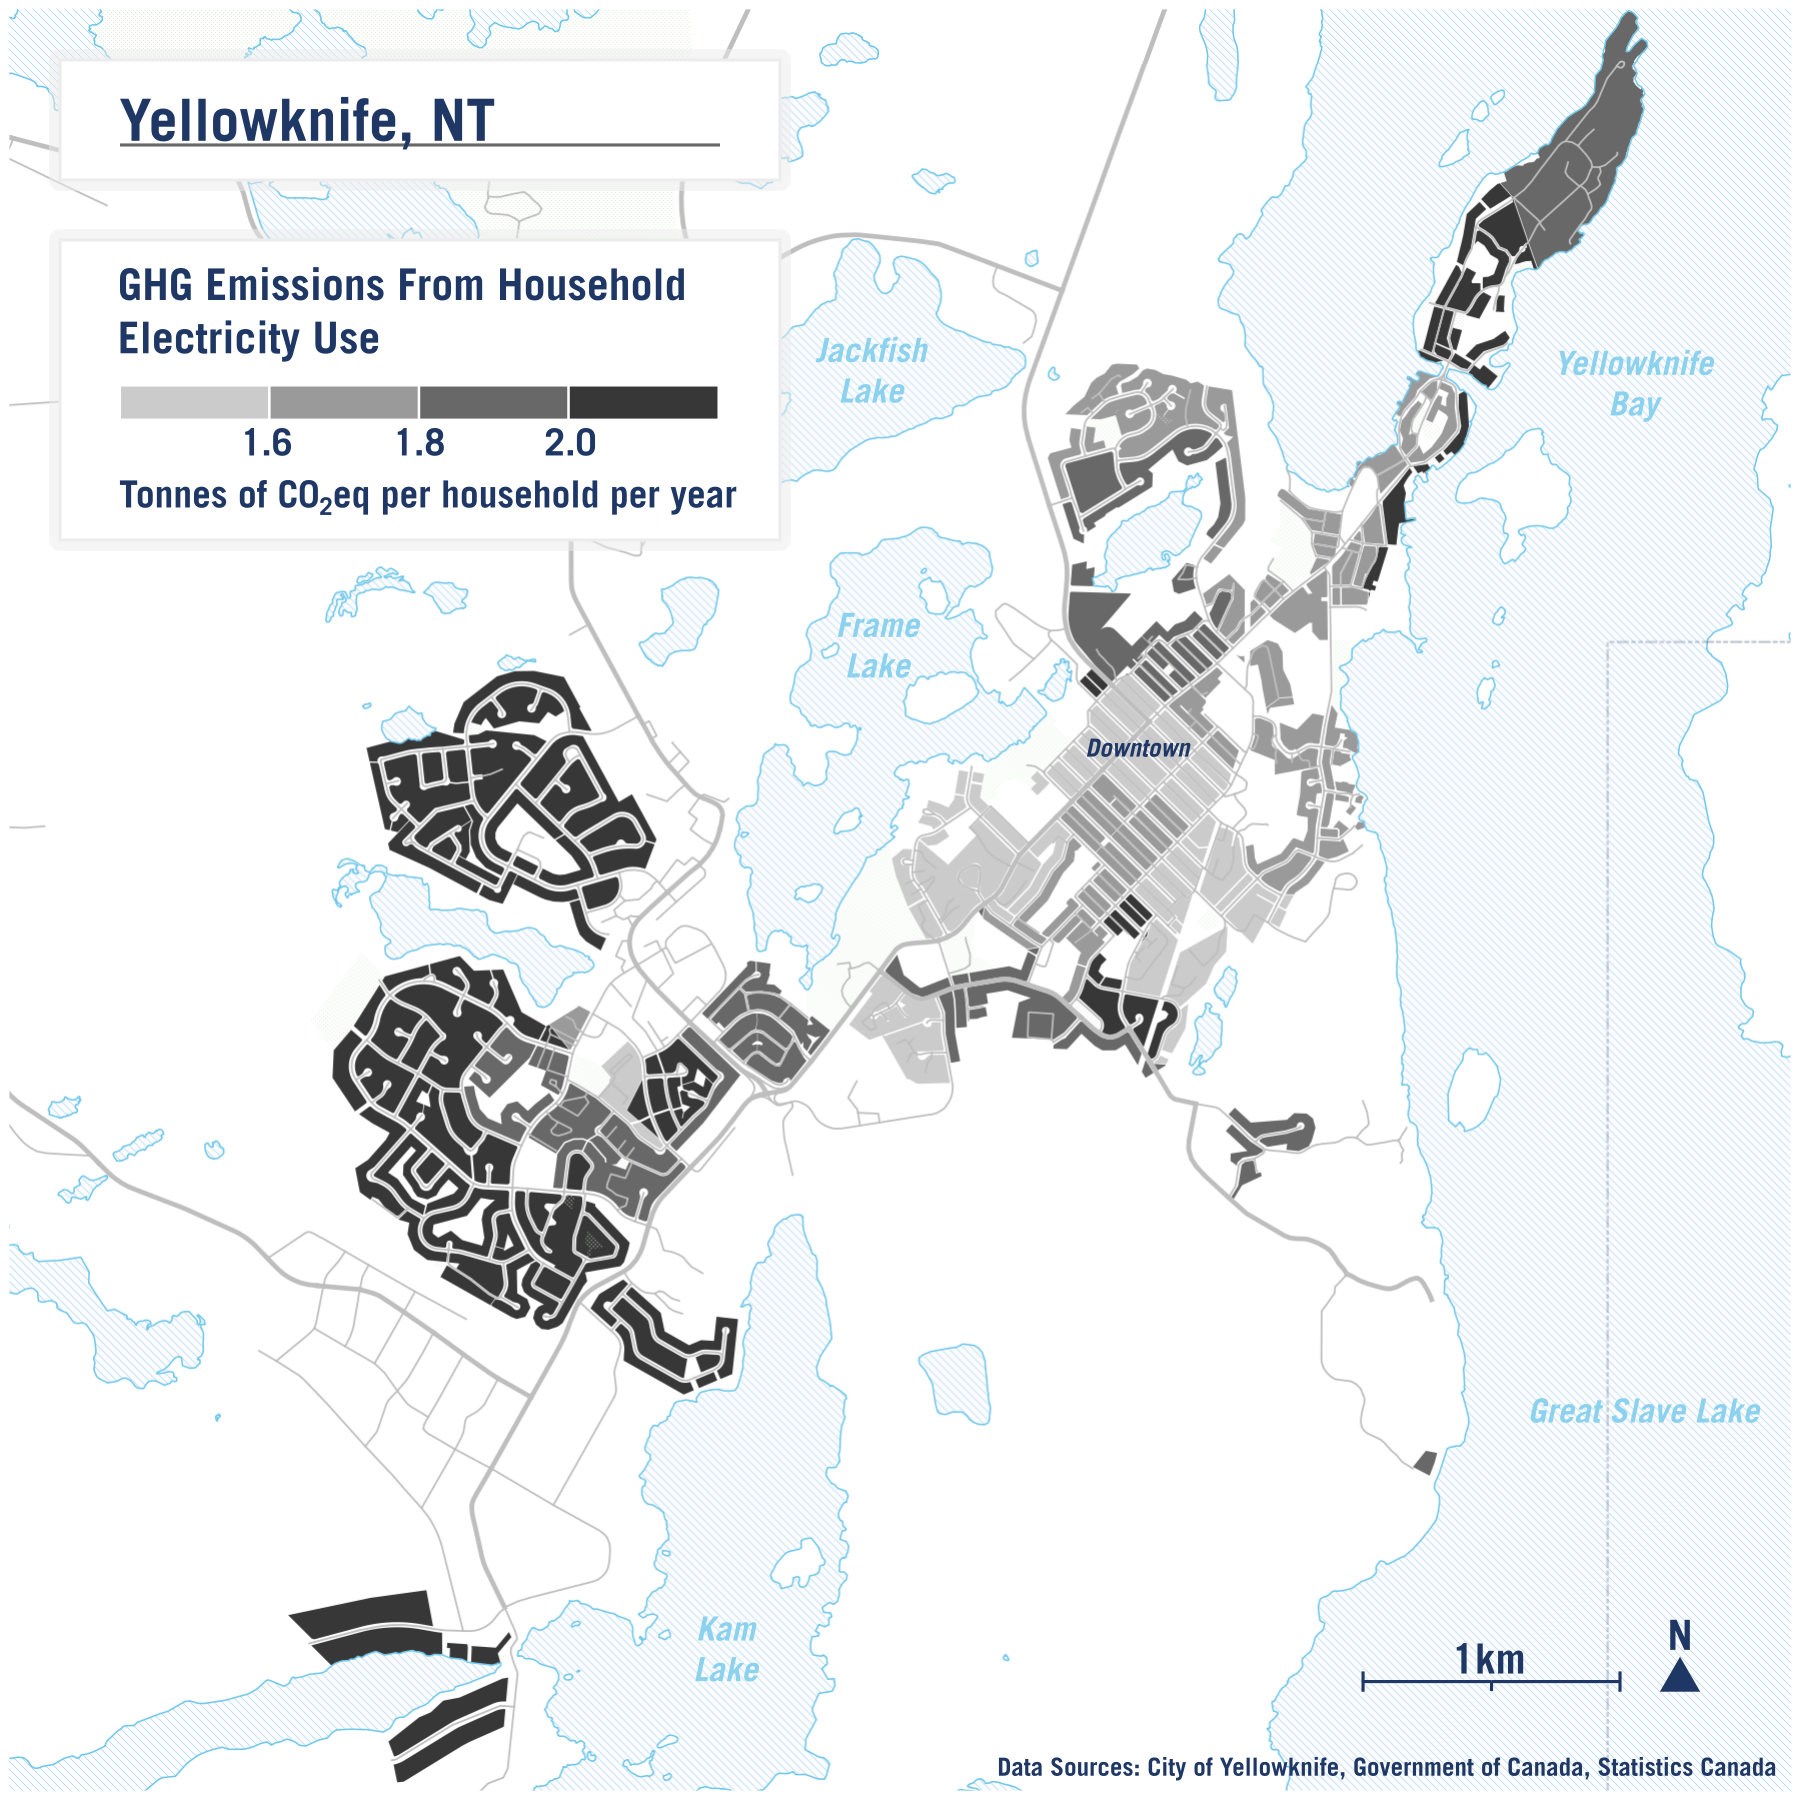 Yellowknife, NT
GHG Emissions From Household
Electricity Use
1.6 1.8 2.0
Tonnes of CO₂eq per household per year
Jackfish
Lake
Yellowknife
Bay
Frame
Lake
Downtown
Great Slave Lake
Kam
Lake
1km
N
Data Sources: City of Yellowknife, Government of Canada, Statistics Canada